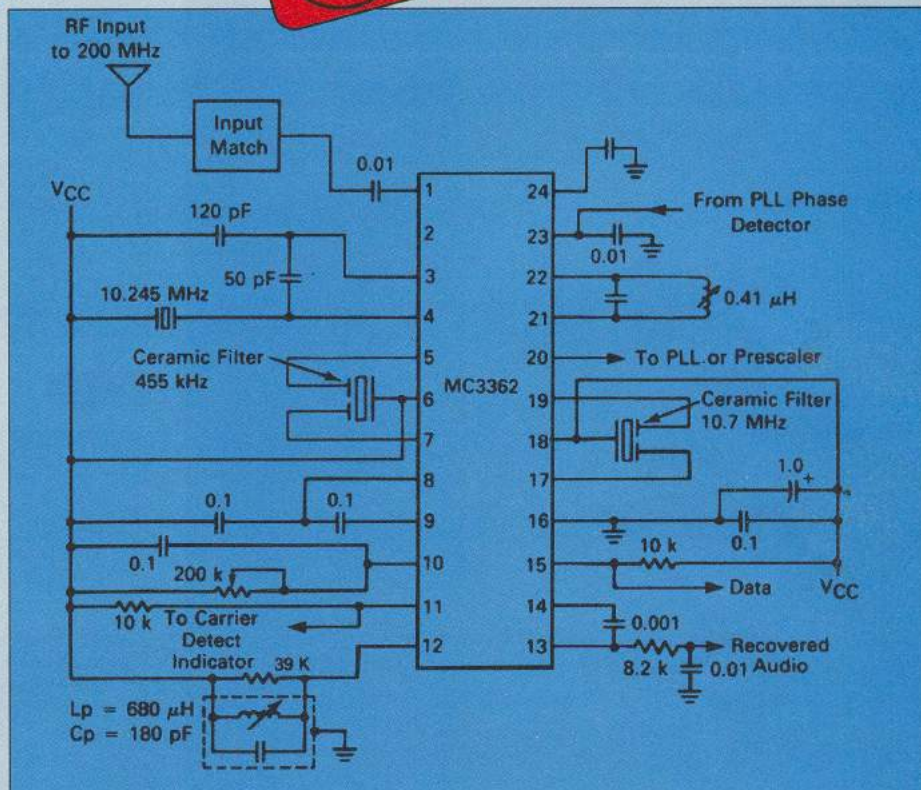 RF Input
to 200 MHz
Input
Match
0.01
VCC
120 pF
50 pF
10.245 MHz
Ceramic Filter
455 kHz
0.1
0.1
0.1
200 k
10 k
To Carrier
Detect
Indicator
39 K
Lp = 680 µH
Cp = 180 pF
1
2
3
4
5
6
7
8
9
10
11
12
MC3362
24
23
22
21
20
19
18
17
16
15
14
13
From PLL Phase
Detector
0.01
0.41 µH
To PLL or Prescaler
Ceramic Filter
10.7 MHz
1.0
+
0.1
10 k
VCC
Data
0.001
8.2 k
0.01
Recovered
Audio